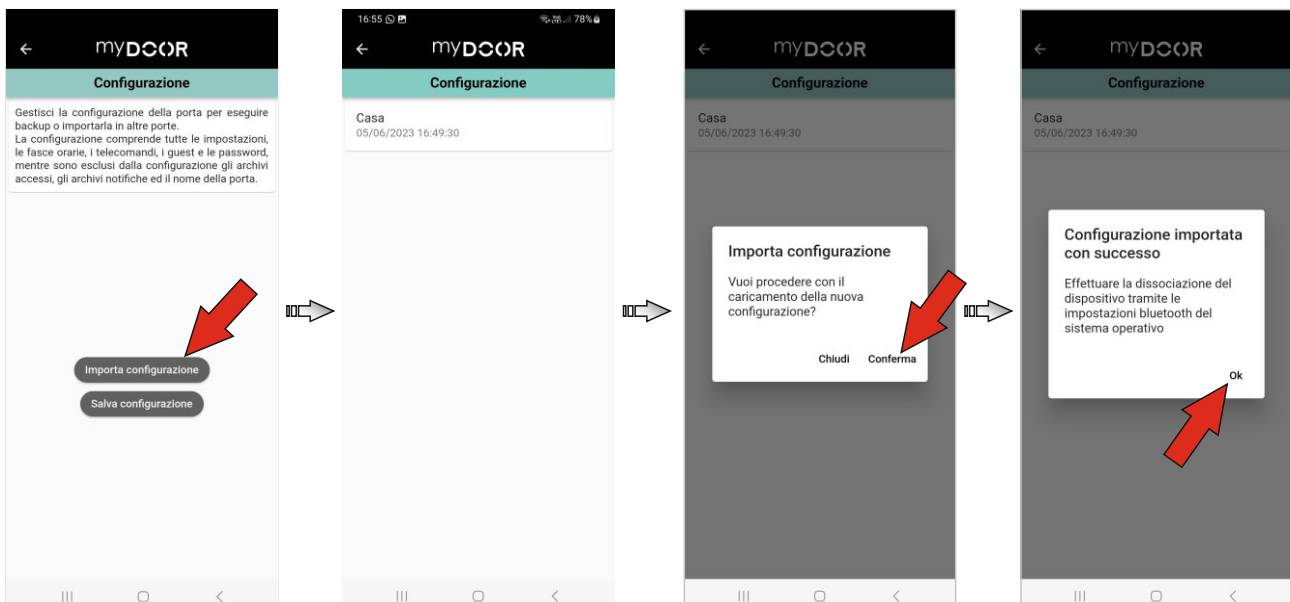 myDOOR
Configurazione
Gestisci la configurazione della porta per eseguire
backup o importarla in altre porte.
La configurazione comprende tutte le impostazioni,
le fasce orarie, i telecomandi, i guest e le password,
mentre sono esclusi dalla configurazione gli archivi
accessi, gli archivi notifiche ed il nome della porta.
Importa configurazione
Salva configurazione
16:55 78%
myDOOR
Configurazione
Casa
05/06/2023 16:49:30
myDOOR
Configurazione
Casa
05/06/2023 16:49:30
Importa configurazione
Vuoi procedere con il
caricamento della nuova
configurazione?
Chiudi Conferma
myDOOR
Configurazione
Casa
05/06/2023 16:49:30
Configurazione importata
con successo
Effettuare la dissociazione del
dispositivo tramite le
impostazioni bluetooth del
sistema operativo
Ok